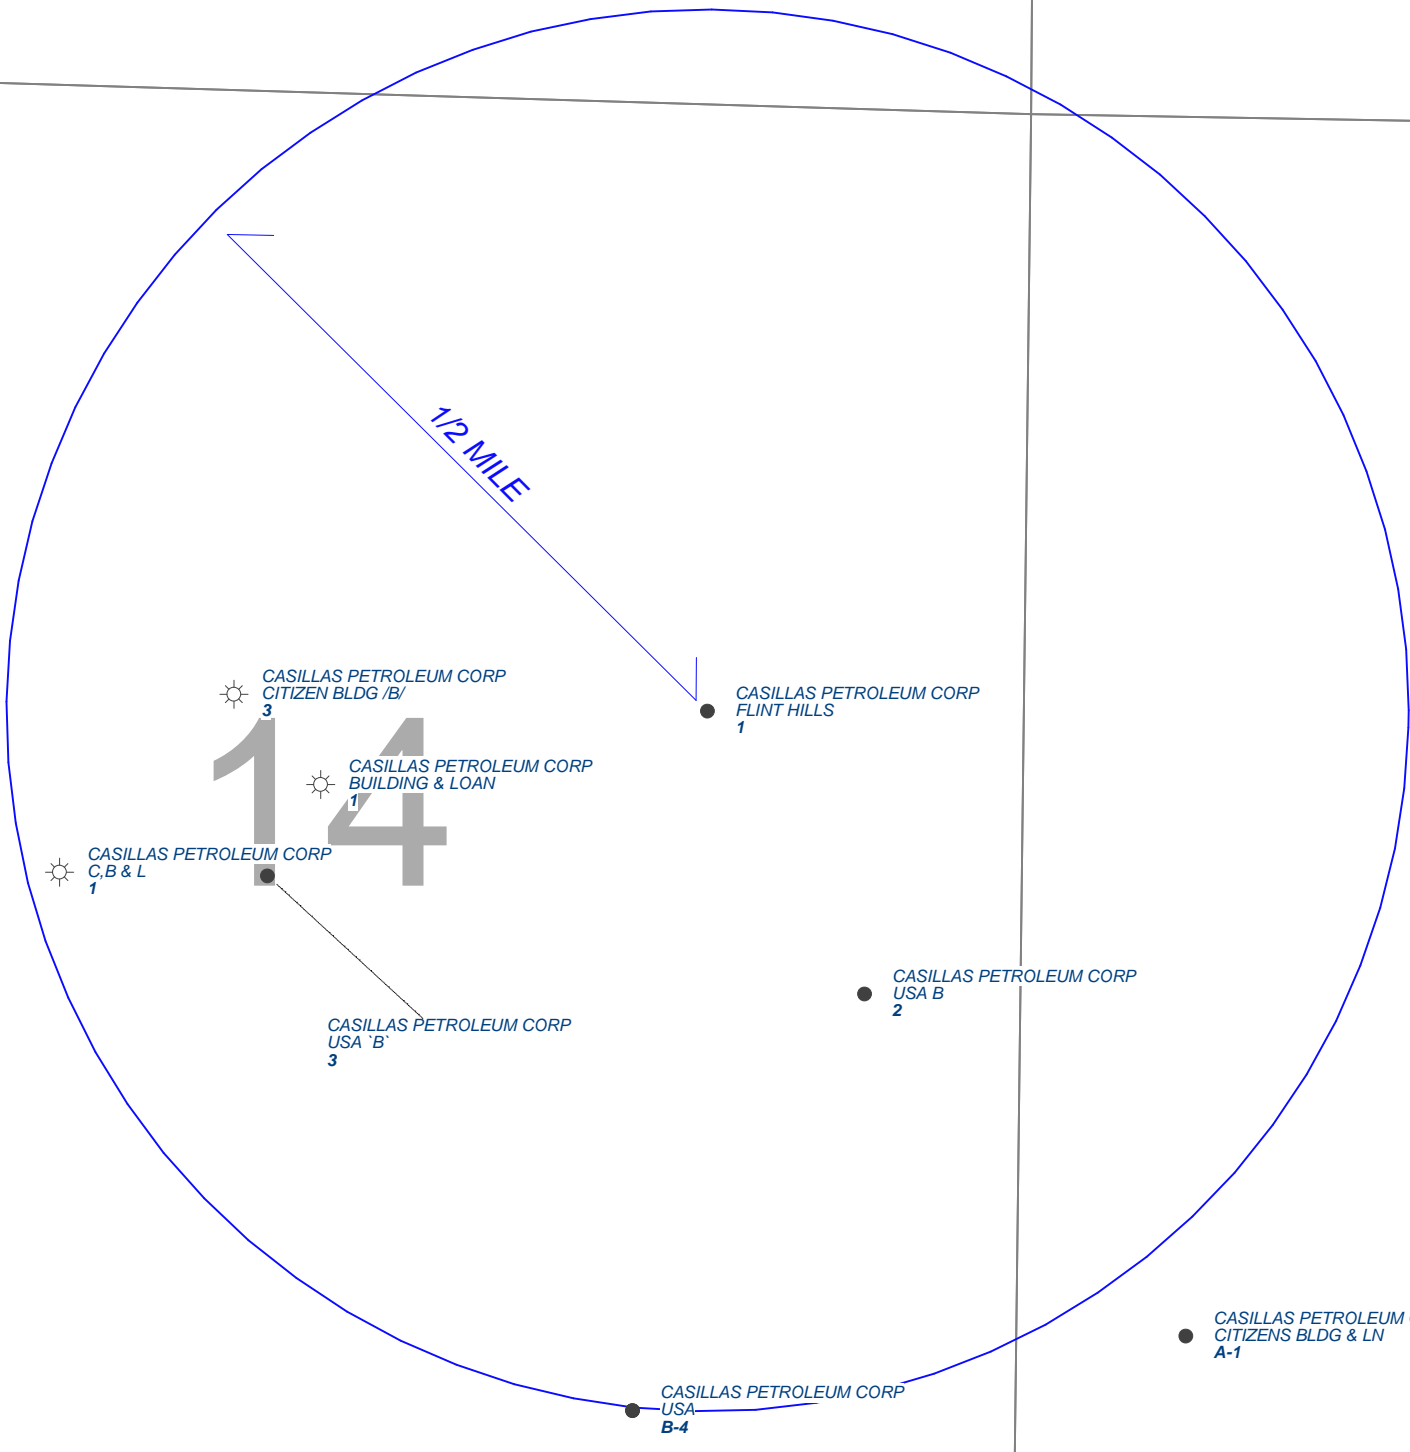 1/2 MILE
CASILLAS PETROLEUM CORP
CITIZEN BLDG /B/
3
CASILLAS PETROLEUM CORP
FLINT HILLS
1
14
CASILLAS PETROLEUM CORP
BUILDING & LOAN
1
CASILLAS PETROLEUM CORP
C,B & L
1
CASILLAS PETROLEUM CORP
USA B
2
CASILLAS PETROLEUM CORP
USA `B`
3
CASILLAS PETROLEUM
CITIZENS BLDG & LN
A-1
CASILLAS PETROLEUM CORP
USA
B-4